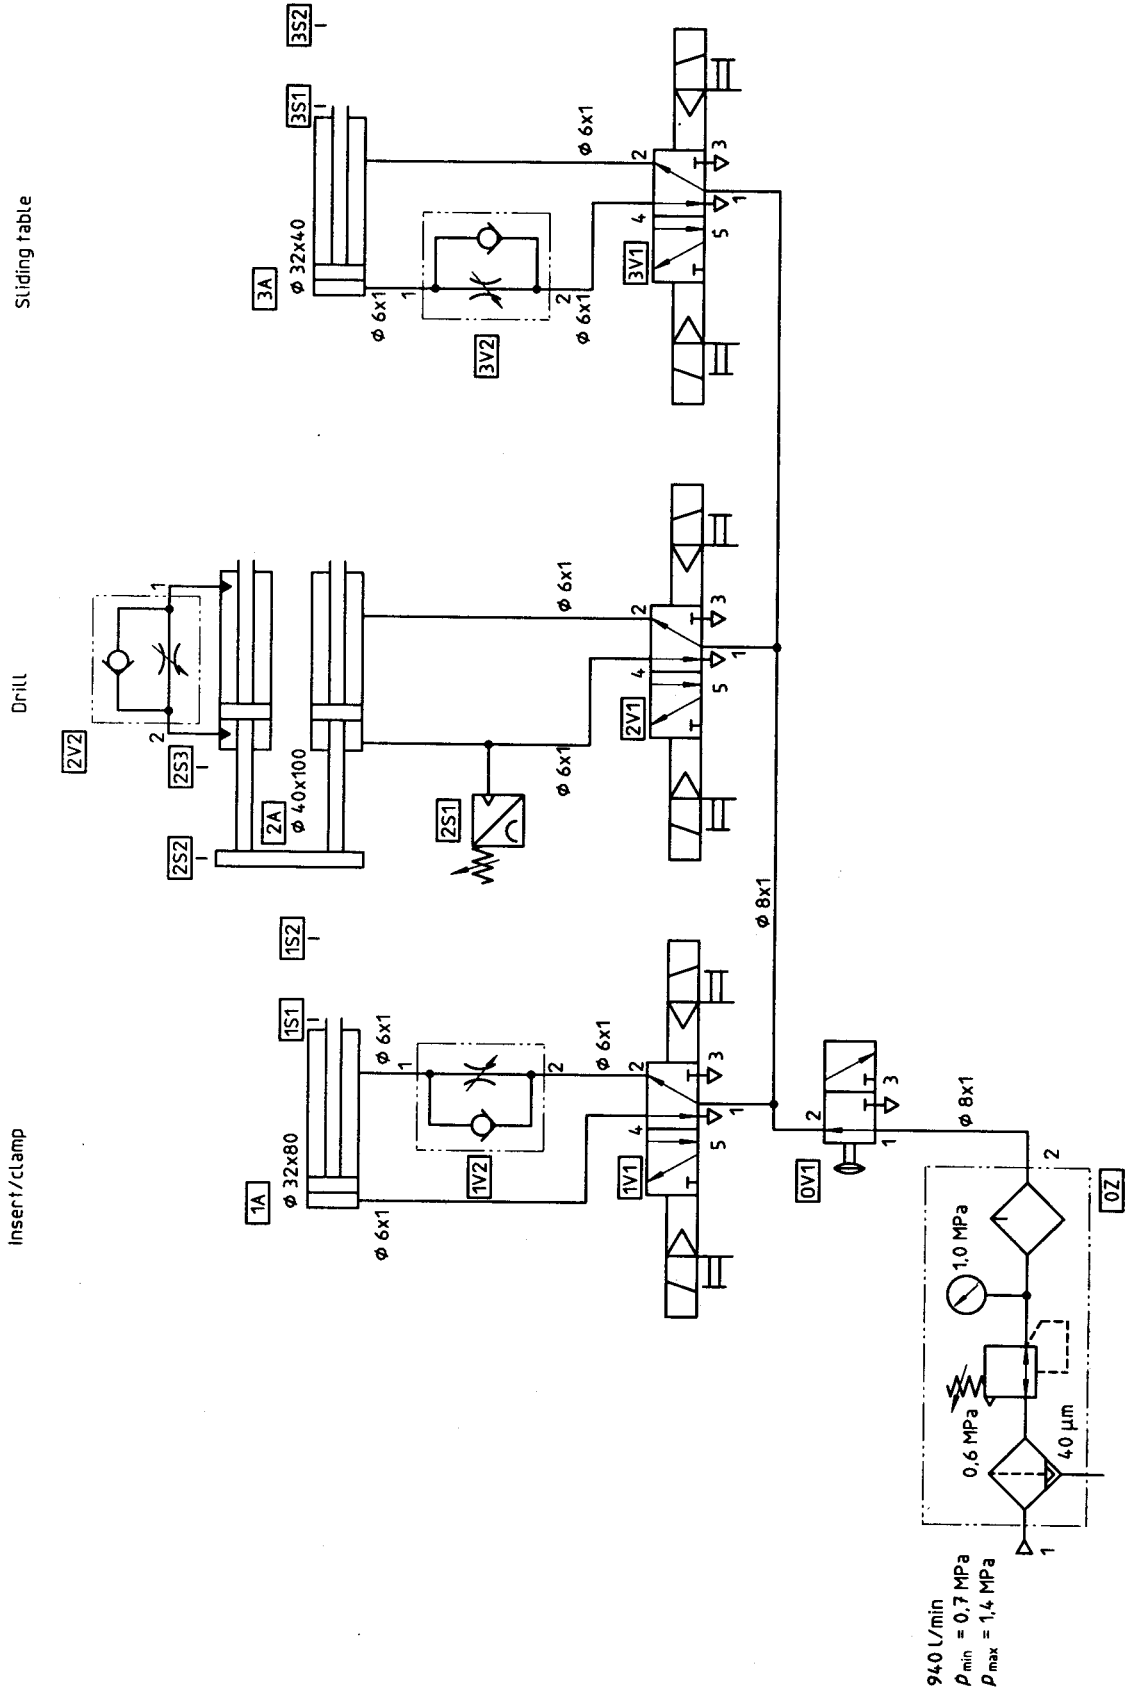 Insert/clamp
Drill
Sliding table
2V2
2
1
1A
Ø 32x80
1S1
1S2
2S2
2S3
2A
Ø 40x100
3A
Ø 32x40
3S1
3S2
Ø 6x1
Ø 6x1
1
1V2
2
Ø 6x1
2S1
Ø 6x1
Ø 6x1
Ø 6x1
1
3V2
2
Ø 6x1
Ø 6x1
1V1
4
2
5
1
3
2V1
4
2
5
1
3
3V1
4
2
5
1
3
Ø 8x1
0V1
2
1
3
Ø 8x1
940 l/min
pmin = 0,7 MPa
pmax = 1,4 MPa
1
0,6 MPa
1,0 MPa
40 µm
2
0Z